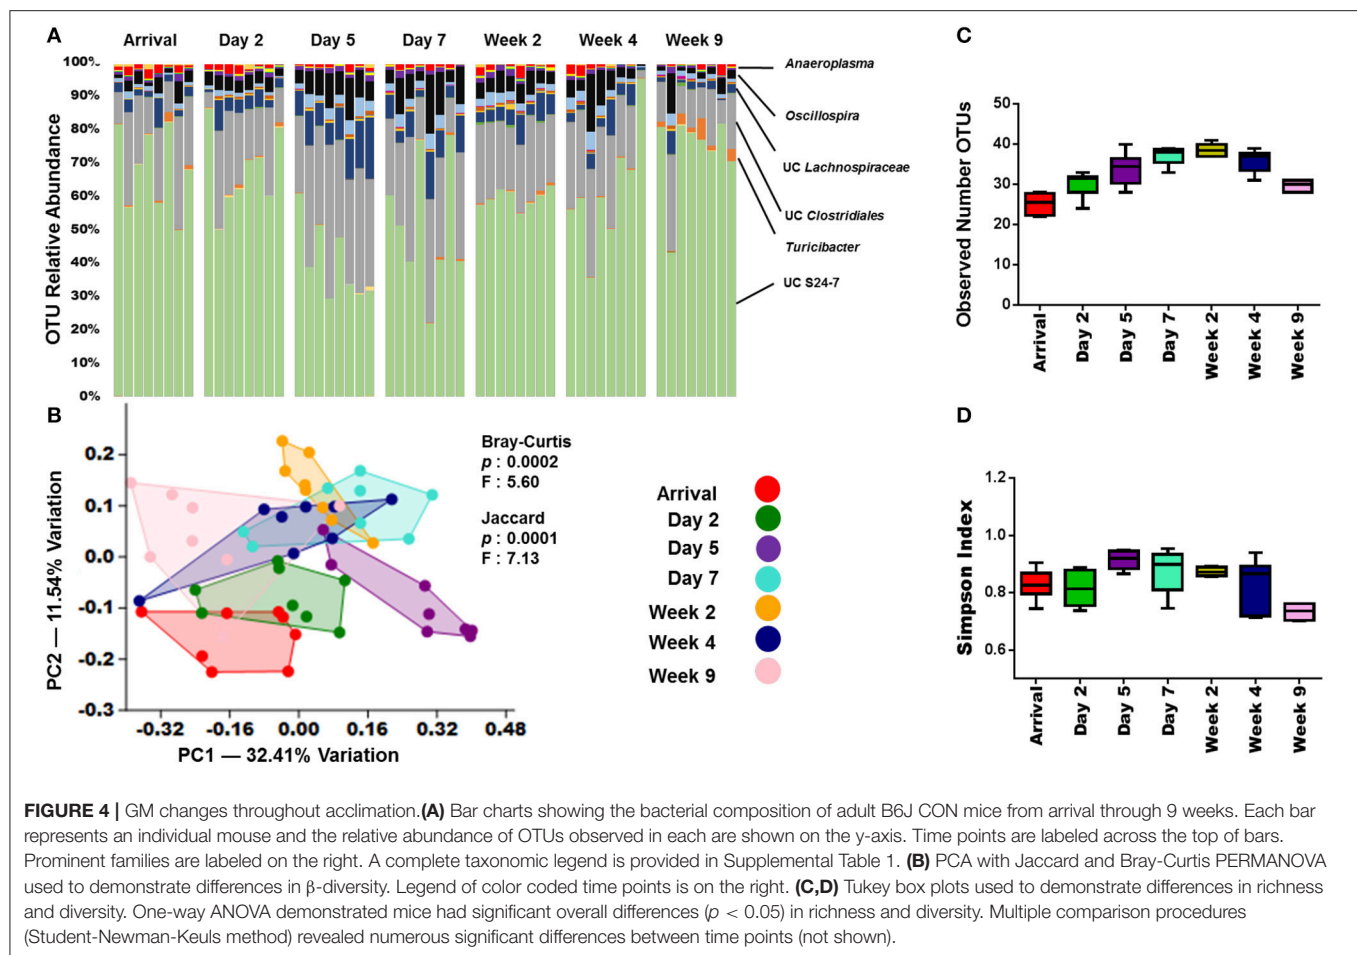 A
Arrival Day 2 Day 5 Day 7 Week 2 Week 4 Week 9
OTU Relative Abundance
100%
90%
80%
70%
60%
50%
40%
30%
20%
10%
0%
Anaeroplasma
Oscillospira
UC Lachnospiraceae
UC Clostridiales
Turicibacter
UC S24-7
B
PC2 — 11.54% Variation
0.2
0.1
0.0
-0.1
-0.2
-0.3
-0.32 -0.16 0.00 0.16 0.32 0.48
PC1 — 32.41% Variation
Bray-Curtis
p : 0.0002
F : 5.60
Jaccard
p : 0.0001
F : 7.13
Arrival
Day 2
Day 5
Day 7
Week 2
Week 4
Week 9
C
Observed Number OTUs
50
40
30
20
10
0
Arrival
Day 2
Day 5
Day 7
Week 2
Week 4
Week 9
D
Simpson Index
1.2
1.0
0.8
0.6
Arrival
Day 2
Day 5
Day 7
Week 2
Week 4
Week 9
FIGURE 4 | GM changes throughout acclimation.(A) Bar charts showing the bacterial composition of adult B6J CON mice from arrival through 9 weeks. Each bar
represents an individual mouse and the relative abundance of OTUs observed in each are shown on the y-axis. Time points are labeled across the top of bars.
Prominent families are labeled on the right. A complete taxonomic legend is provided in Supplemental Table 1. (B) PCA with Jaccard and Bray-Curtis PERMANOVA
used to demonstrate differences in β-diversity. Legend of color coded time points is on the right. (C,D) Tukey box plots used to demonstrate differences in richness
and diversity. One-way ANOVA demonstrated mice had significant overall differences (p < 0.05) in richness and diversity. Multiple comparison procedures
(Student-Newman-Keuls method) revealed numerous significant differences between time points (not shown).